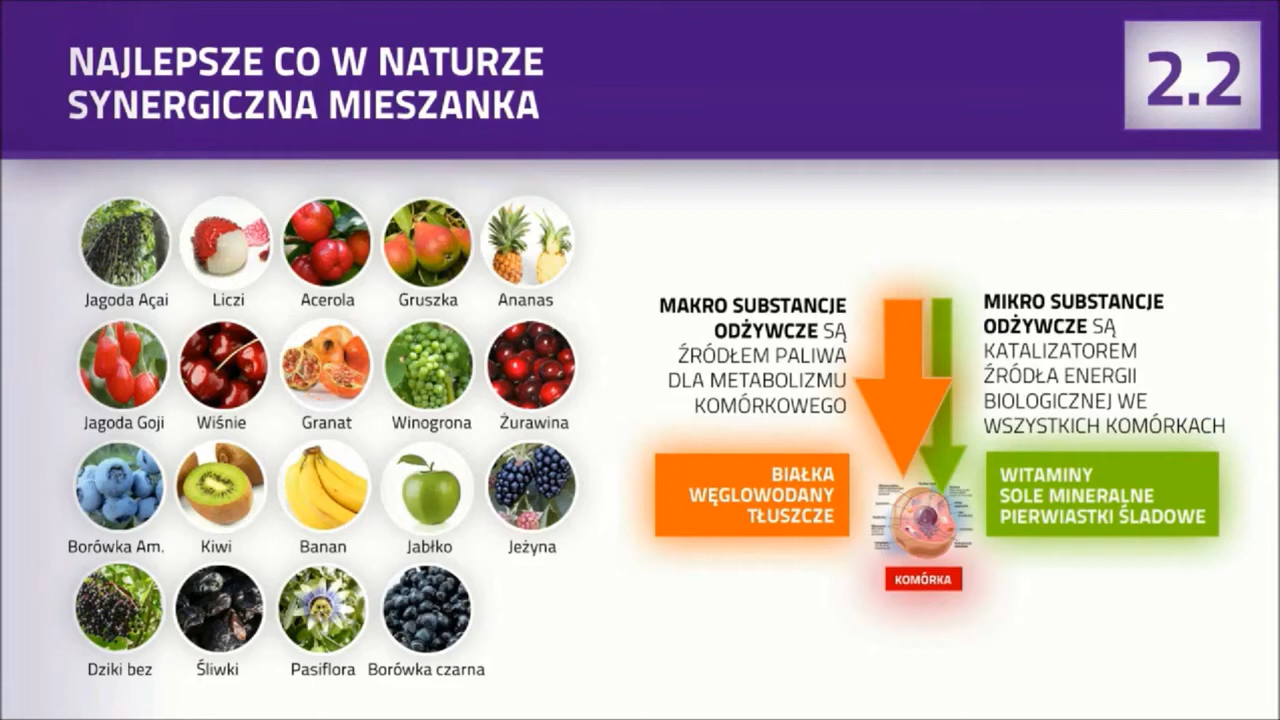 NAJLEPSZE CO W NATURZE
SYNERGICZNA MIESZANKA
2.2
Jagoda Açai
Liczi
Acerola
Gruszka
Ananas
Jagoda Goji
Wiśnie
Granat
Winogrona
Żurawina
Borówka Am.
Kiwi
Banan
Jabłko
Jeżyna
Dziki bez
Śliwki
Pasiflora
Borówka czarna
MAKRO SUBSTANCJE
ODŻYWCZE SĄ
ŹRÓDŁEM PALIWA
DLA METABOLIZMU
KOMÓRKOWEGO
BIAŁKA
WĘGLOWODANY
TŁUSZCZE
MIKRO SUBSTANCJE
ODŻYWCZE SĄ
KATALIZATOREM
ŹRÓDŁA ENERGII
BIOLOGICZNEJ WE
WSZYSTKICH KOMÓRKACH
WITAMINY
SOLE MINERALNE
PIERWIASTKI ŚLADOWE
KOMÓRKA